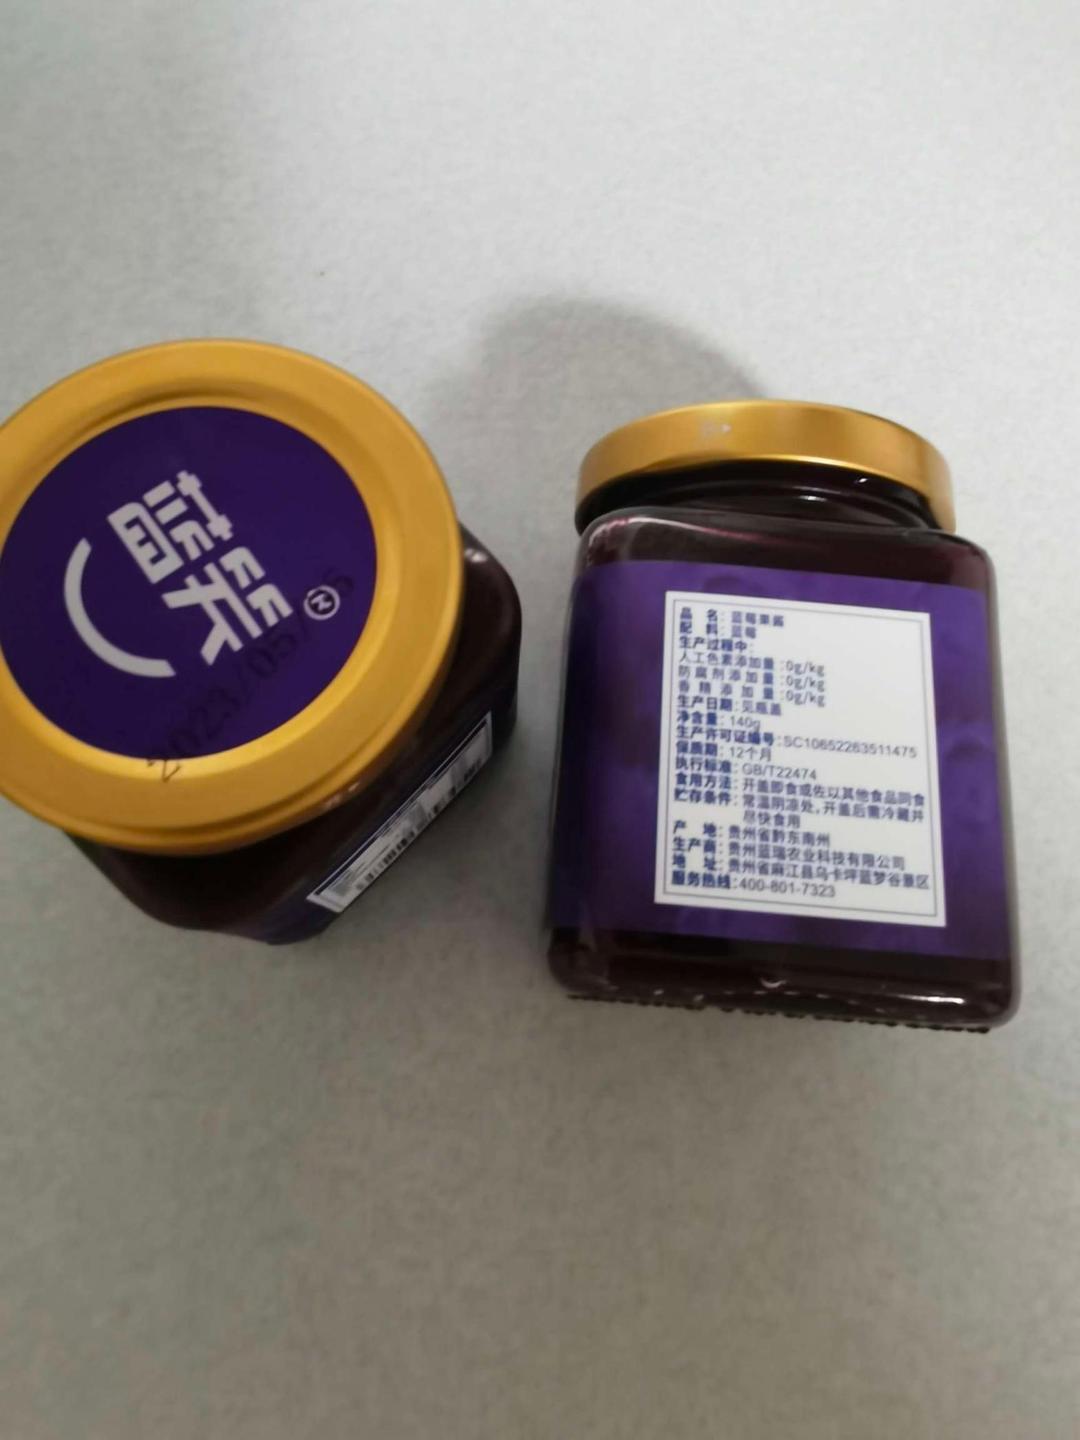 品 名:蓝莓果酱
配 料:蓝莓
生产过程中:
人工色素添加量:0g/kg
防腐剂添加量:0g/kg
香精添加量:0g/kg
生产日期:见瓶盖
净含量:140g
生产许可证编号:SC10652263511475
保质期:12个月
执行标准:GB/T22474
食用方法:开盖即食或佐以其他食品同食
贮存条件:常温阴凉处,开盖后需冷藏并
尽快食用
产 地:贵州省黔东南州
生产商:贵州蓝瑞农业科技有限公司
地 址:贵州省麻江县乌卡坪蓝梦谷景区
服务热线:400-801-7323